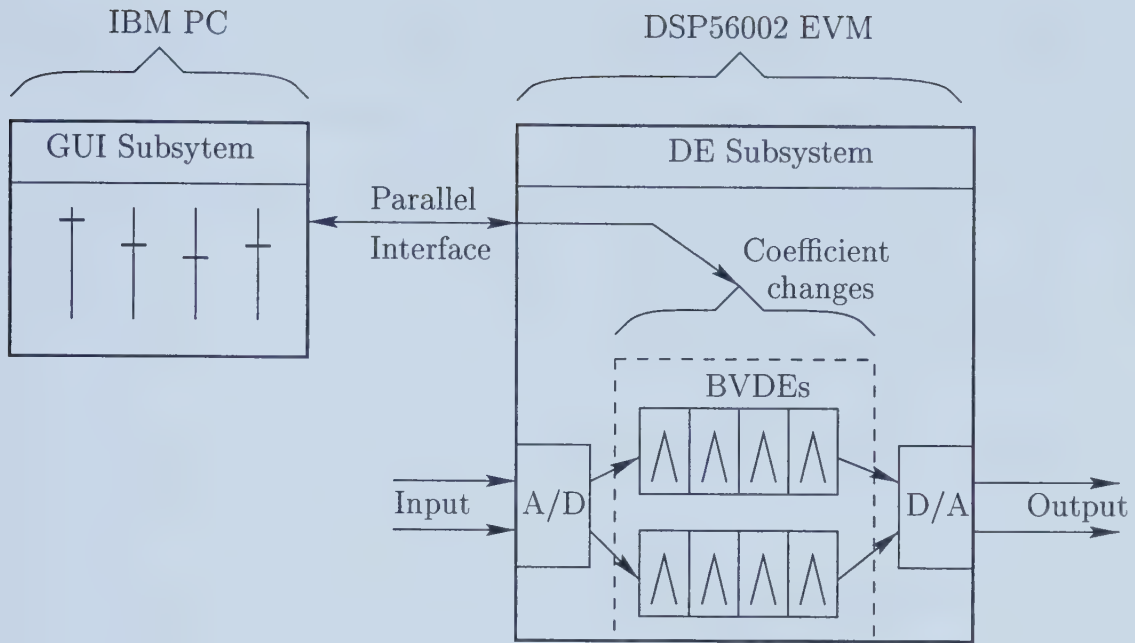 IBM PC
DSP56002 EVM
GUI Subsytem
DE Subsystem
Parallel
Interface
Coefficient
changes
BVDEs
Input
A/D
D/A
Output